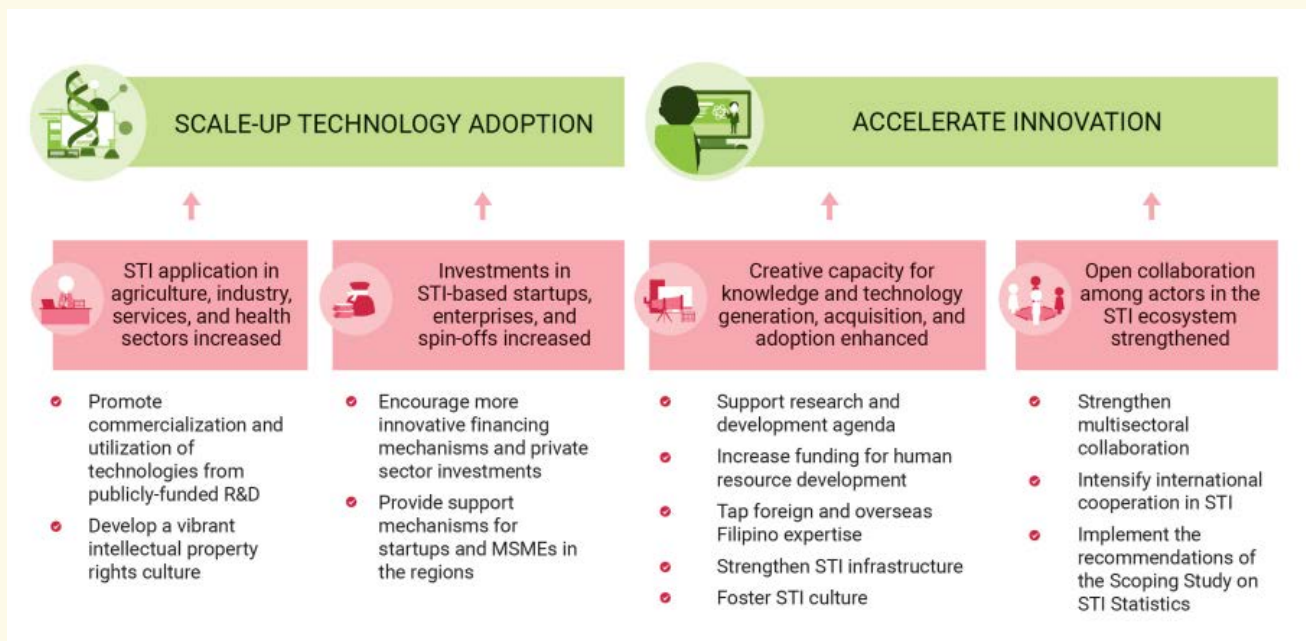 SCALE-UP TECHNOLOGY ADOPTION
ACCELERATE INNOVATION
STI application in
agriculture, industry,
services, and health
sectors increased
Promote
commercialization and
utilization of
technologies from
publicly-funded R&D
Develop a vibrant
intellectual property
rights culture
Investments in
STI-based startups,
enterprises, and
spin-offs increased
Encourage more
innovative financing
mechanisms and private
sector investments
Provide support
mechanisms for
startups and MSMEs in
the regions
Creative capacity for
knowledge and technology
generation, acquisition, and
adoption enhanced
Support research and
development agenda
Increase funding for human
resource development
Tap foreign and overseas
Filipino expertise
Strengthen STI infrastructure
Foster STI culture
Open collaboration
among actors in the
STI ecosystem
strengthened
Strengthen
multisectoral
collaboration
Intensify international
cooperation in STI
Implement the
recommendations of
the Scoping Study on
STI Statistics